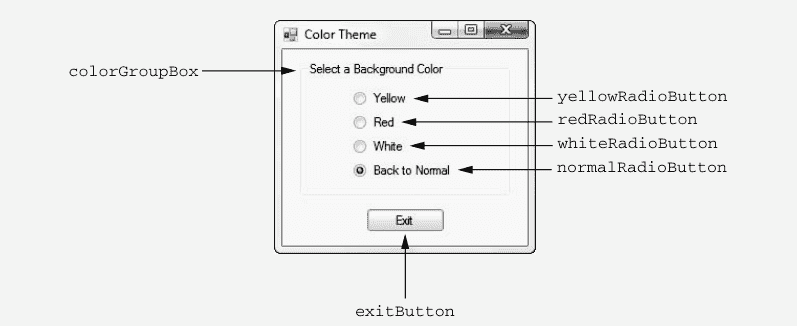 Color Theme
colorGroupBox
Select a Background Color
Yellow
yellowRadioButton
Red
redRadioButton
White
whiteRadioButton
Back to Normal
normalRadioButton
Exit
exitButton